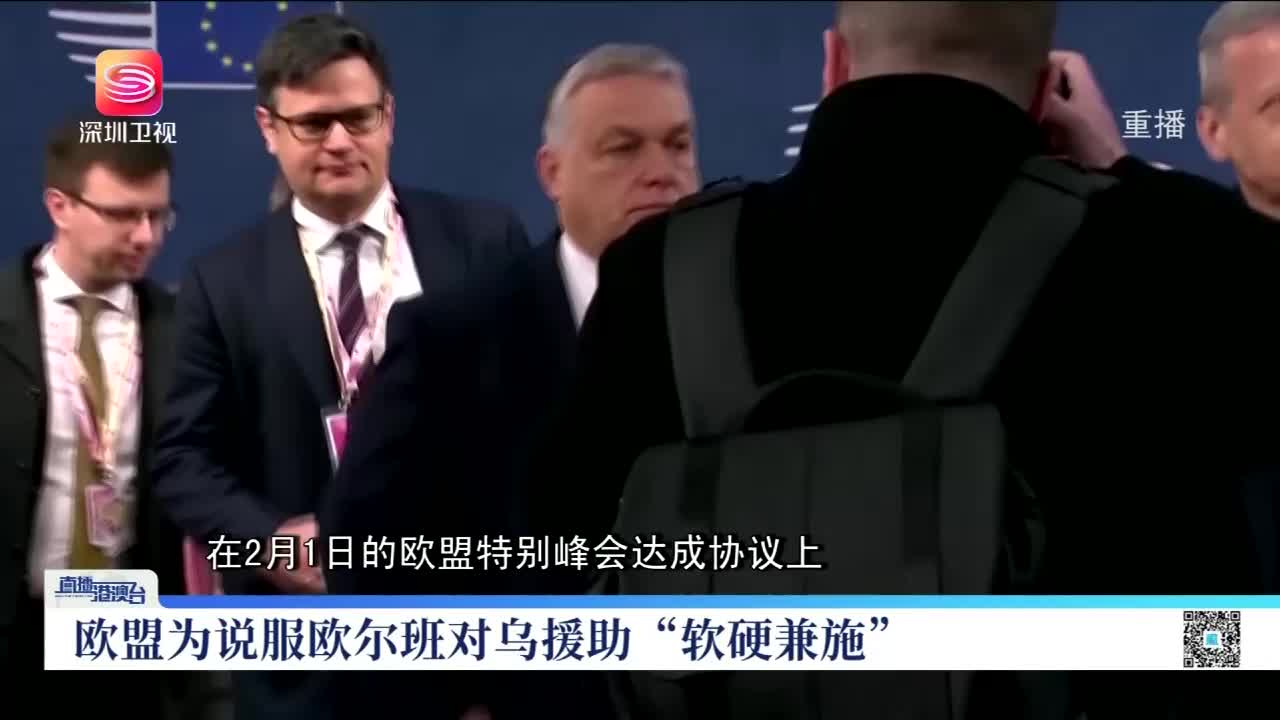 深圳卫视
重播
在2月1日的欧盟特别峰会达成协议上
直播
港澳台
欧盟为说服欧尔班对乌援助“软硬兼施”